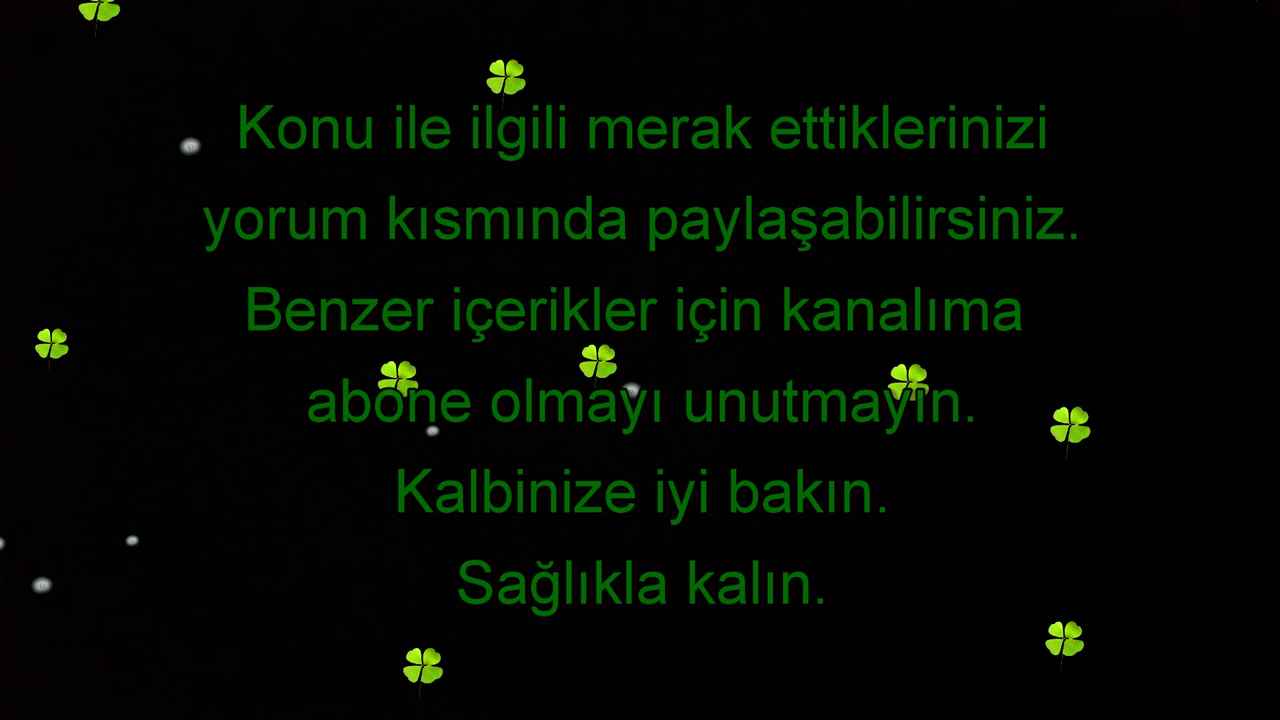 Konu ile ilgili merak ettiklerinizi
yorum kısmında paylaşabilirsiniz.
Benzer içerikler için kanalıma
abone olmayı unutmayın.
Kalbinize iyi bakın.
Sağlıkla kalın.